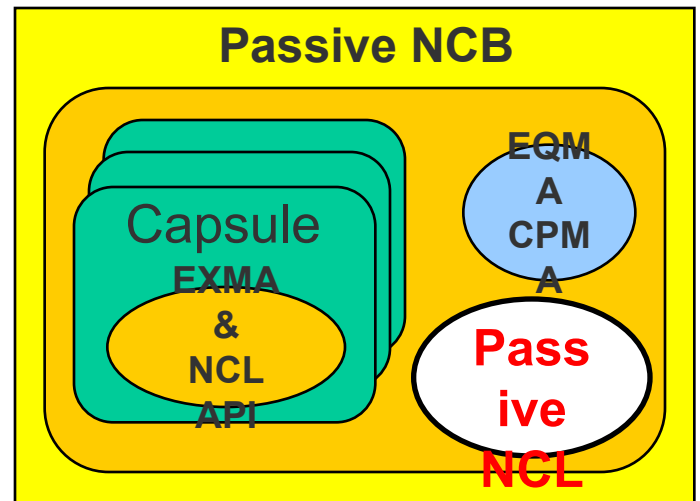 Passive NCB
Capsule
EXMA
&
NCL
API
EQM
A
CPM
A
Pass
ive
NCL